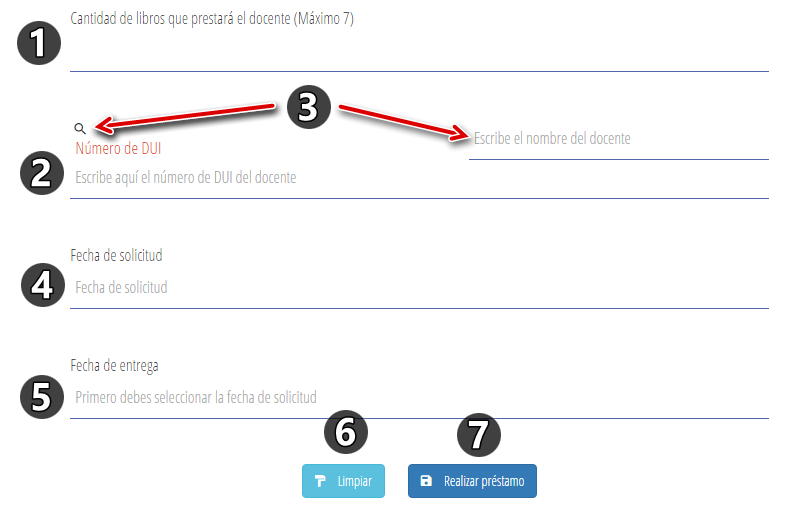 Cantidad de libros que prestará el docente (Máximo 7)
1
3
Escribe el nombre del docente
Número de DUI
2
Escribe aquí el número de DUI del docente
Fecha de solicitud
4
Fecha de solicitud
Fecha de entrega
5
Primero debes seleccionar la fecha de solicitud
6
7
Limpiar
Realizar préstamo